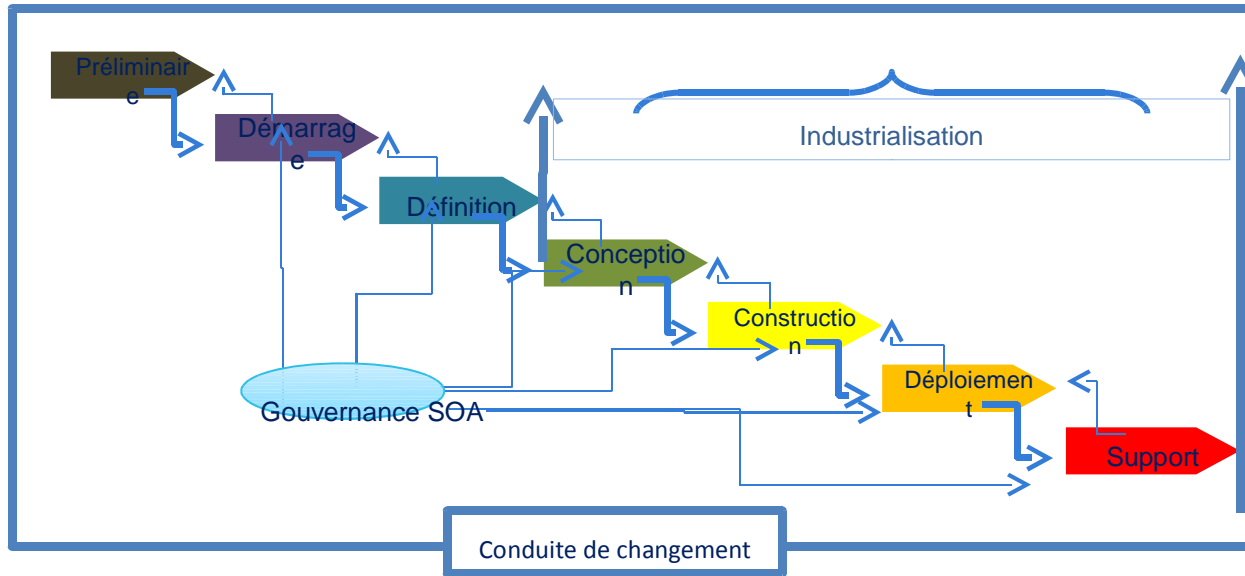 Préliminair
e
Démarrag
e
Industrialisation
Définition
Conceptio
n
Constructio
n
Déploiemen
t
Gouvernance SOA
Support
Conduite de changement